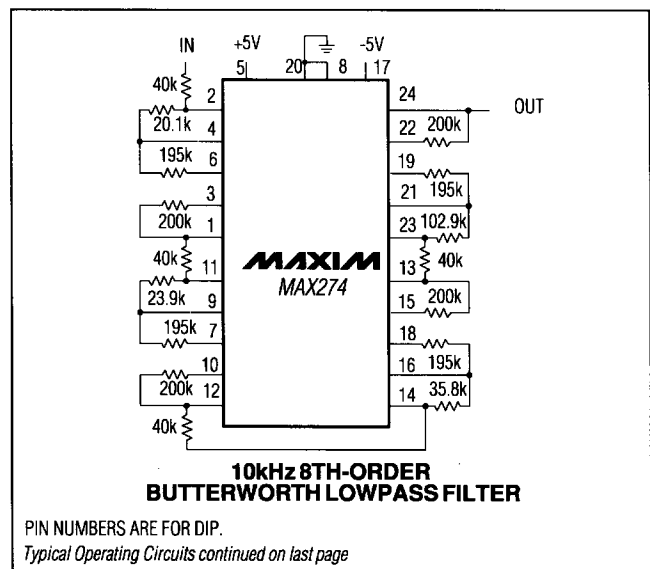 IN
+5V
-5V
5
20
8
17
40k
2
24
OUT
20.1k
4
22
200k
6
195k
19
195k
3
21
200k
1
23
102.9k
40k
11
MAXIM
MAX274
13
40k
23.9k
9
15
200k
7
195k
18
195k
10
16
200k
12
14
35.8k
40k
10kHz 8TH-ORDER
BUTTERWORTH LOWPASS FILTER
PIN NUMBERS ARE FOR DIP.
Typical Operating Circuits continued on last page